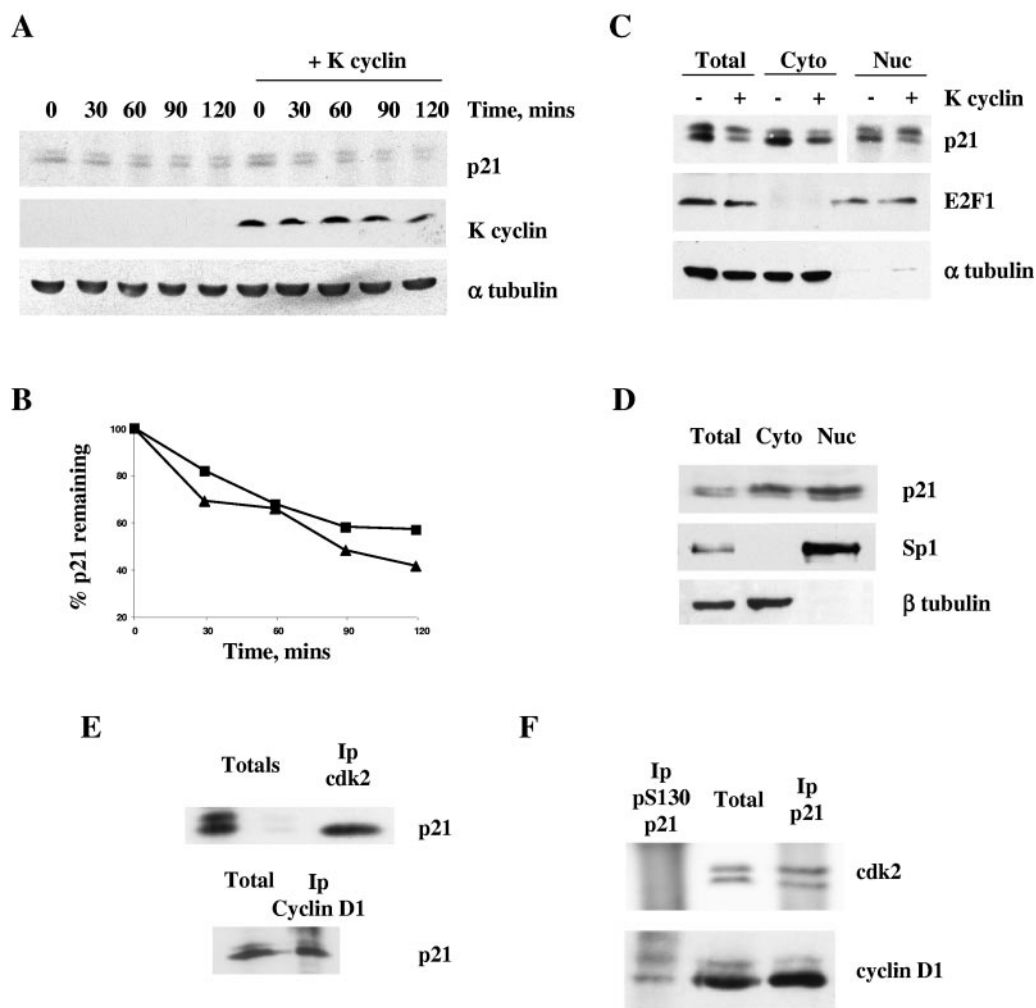 A
+ K cyclin
0 30 60 90 120 0 30 60 90 120 Time, mins
p21
K cyclin
α tubulin
B
% p21 remaining
100
80
60
40
20
0 30 60 90 120
Time, mins
C
Total Cyto Nuc
- + - + - + K cyclin
p21
E2F1
α tubulin
D
Total Cyto Nuc
p21
Sp1
β tubulin
E
Totals Ip cdk2
p21
Total Ip Cyclin D1
p21
F
Ip pS130 p21 Total Ip p21
cdk2
cyclin D1